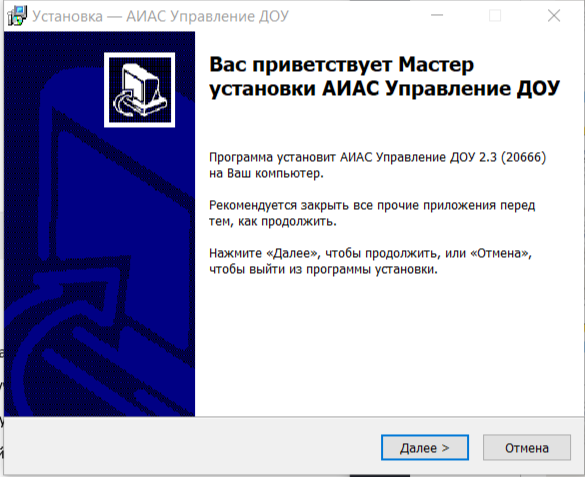 Установка — АИАС Управление ДОУ
Вас приветствует Мастер
установки АИАС Управление ДОУ
Программа установит АИАС Управление ДОУ 2.3 (20666)
на Ваш компьютер.
Рекомендуется закрыть все прочие приложения перед
тем, как продолжить.
Нажмите «Далее», чтобы продолжить, или «Отмена»,
чтобы выйти из программы установки.
Далее >
Отмена